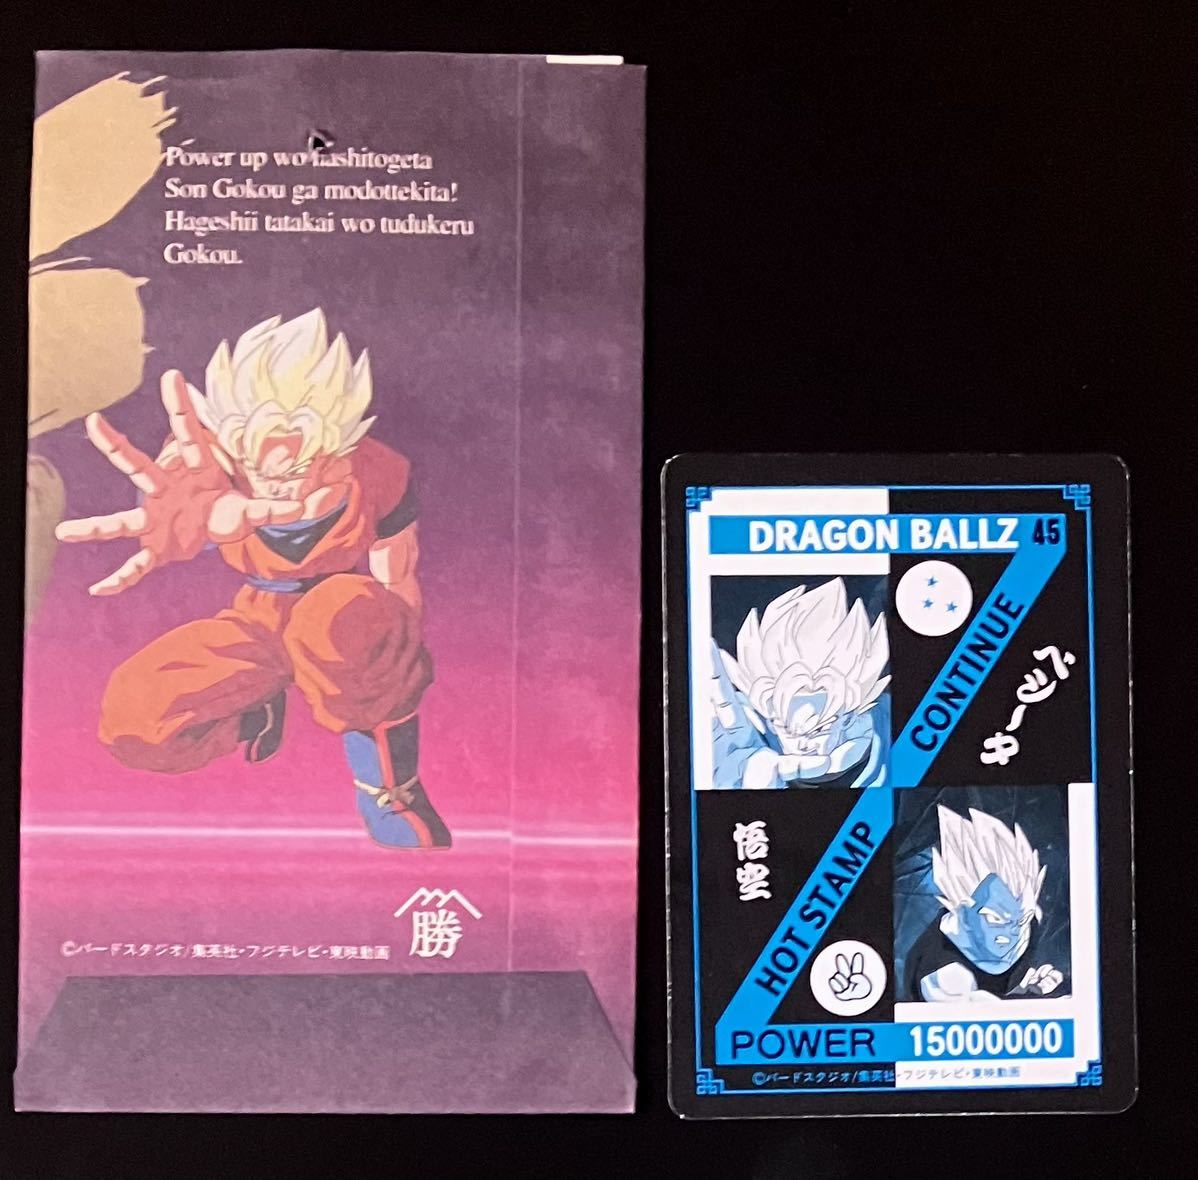 Power up wo hashitogeta
Son Gokou ga modottekita!
Hageshii tatakai wo tudukeru
Gokou.
勝
©バードスタジオ/集英社・フジテレビ・東映動画
DRAGON BALLZ 45
CONTINUE
ベジータ
悟空
HOT STAMP
POWER 15000000
©バードスタジオ/集英社・フジテレビ・東映動画